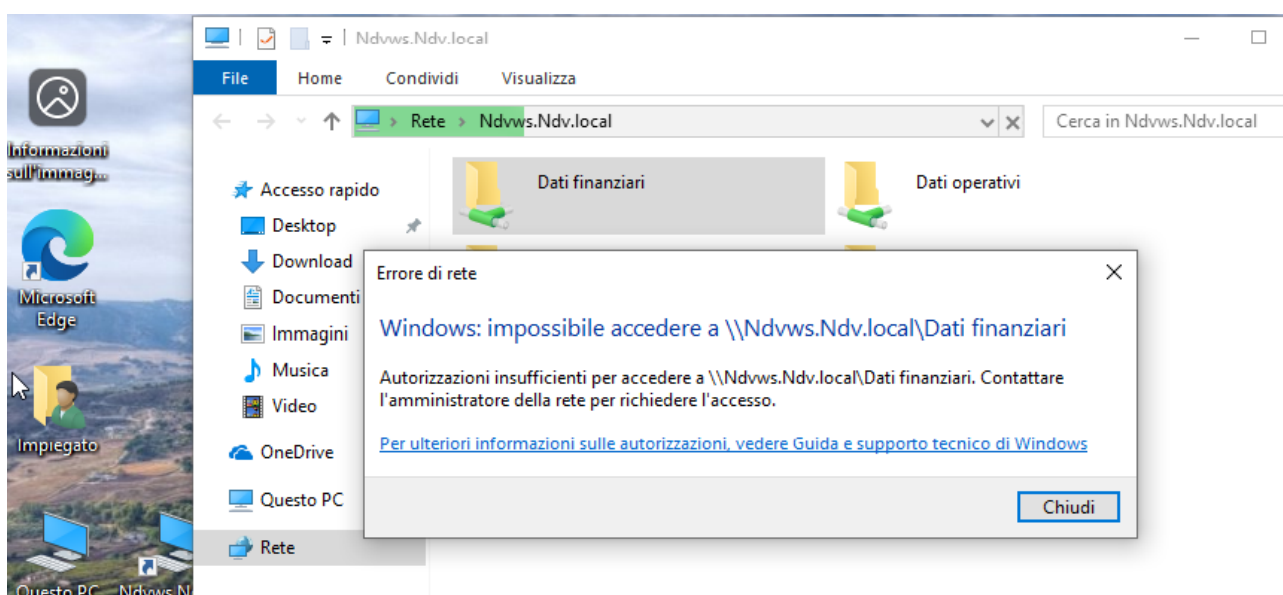 Ndvws.Ndv.local
File Home Condividi Visualizza
Rete > Ndvws.Ndv.local
Cerca in Ndvws.Ndv.local
Informazioni
sull'immag...
Microsoft
Edge
Impiegato
Questo PC
Accesso rapido
Desktop
Download
Documenti
Immagini
Musica
Video
OneDrive
Questo PC
Rete
Dati finanziari
Dati operativi
Errore di rete
Windows: impossibile accedere a \\Ndvws.Ndv.local\Dati finanziari
Autorizzazioni insufficienti per accedere a \\Ndvws.Ndv.local\Dati finanziari. Contattare
l'amministratore della rete per richiedere l'accesso.
Per ulteriori informazioni sulle autorizzazioni, vedere Guida e supporto tecnico di Windows
Chiudi